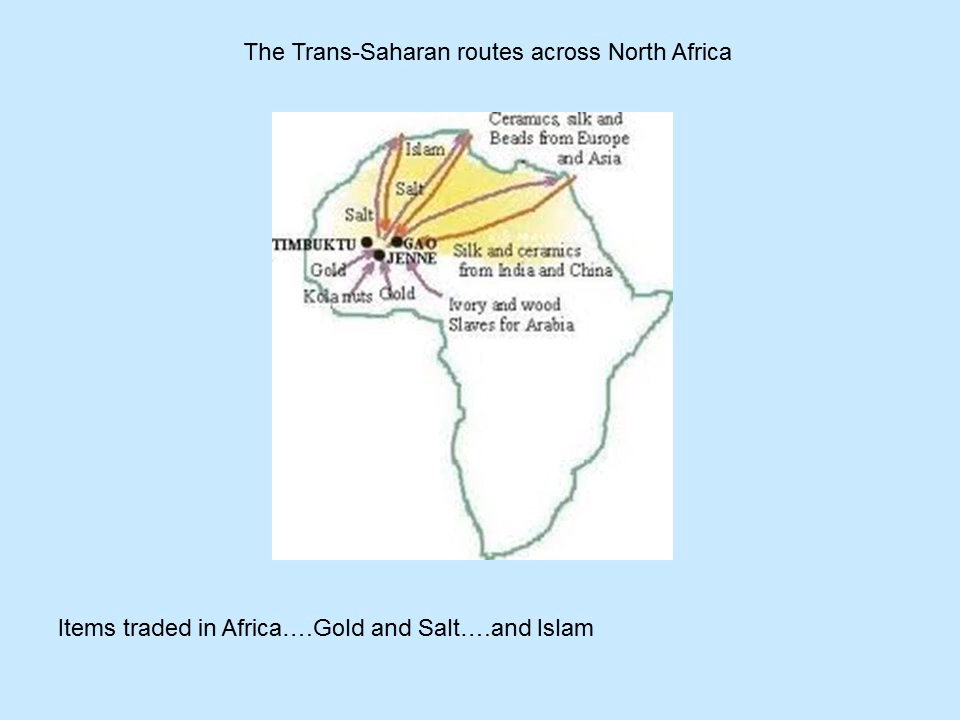 The Trans-Saharan routes across North Africa
Ceramics, silk and
Beads from Europe
and Asia
Islam
Salt
Salt
TIMBUKTU
GAO
JENNE
Silk and ceramics
from India and China
Gold
Kola nuts
Gold
Ivory and wood
Slaves for Arabia
Items traded in Africa….Gold and Salt….and Islam